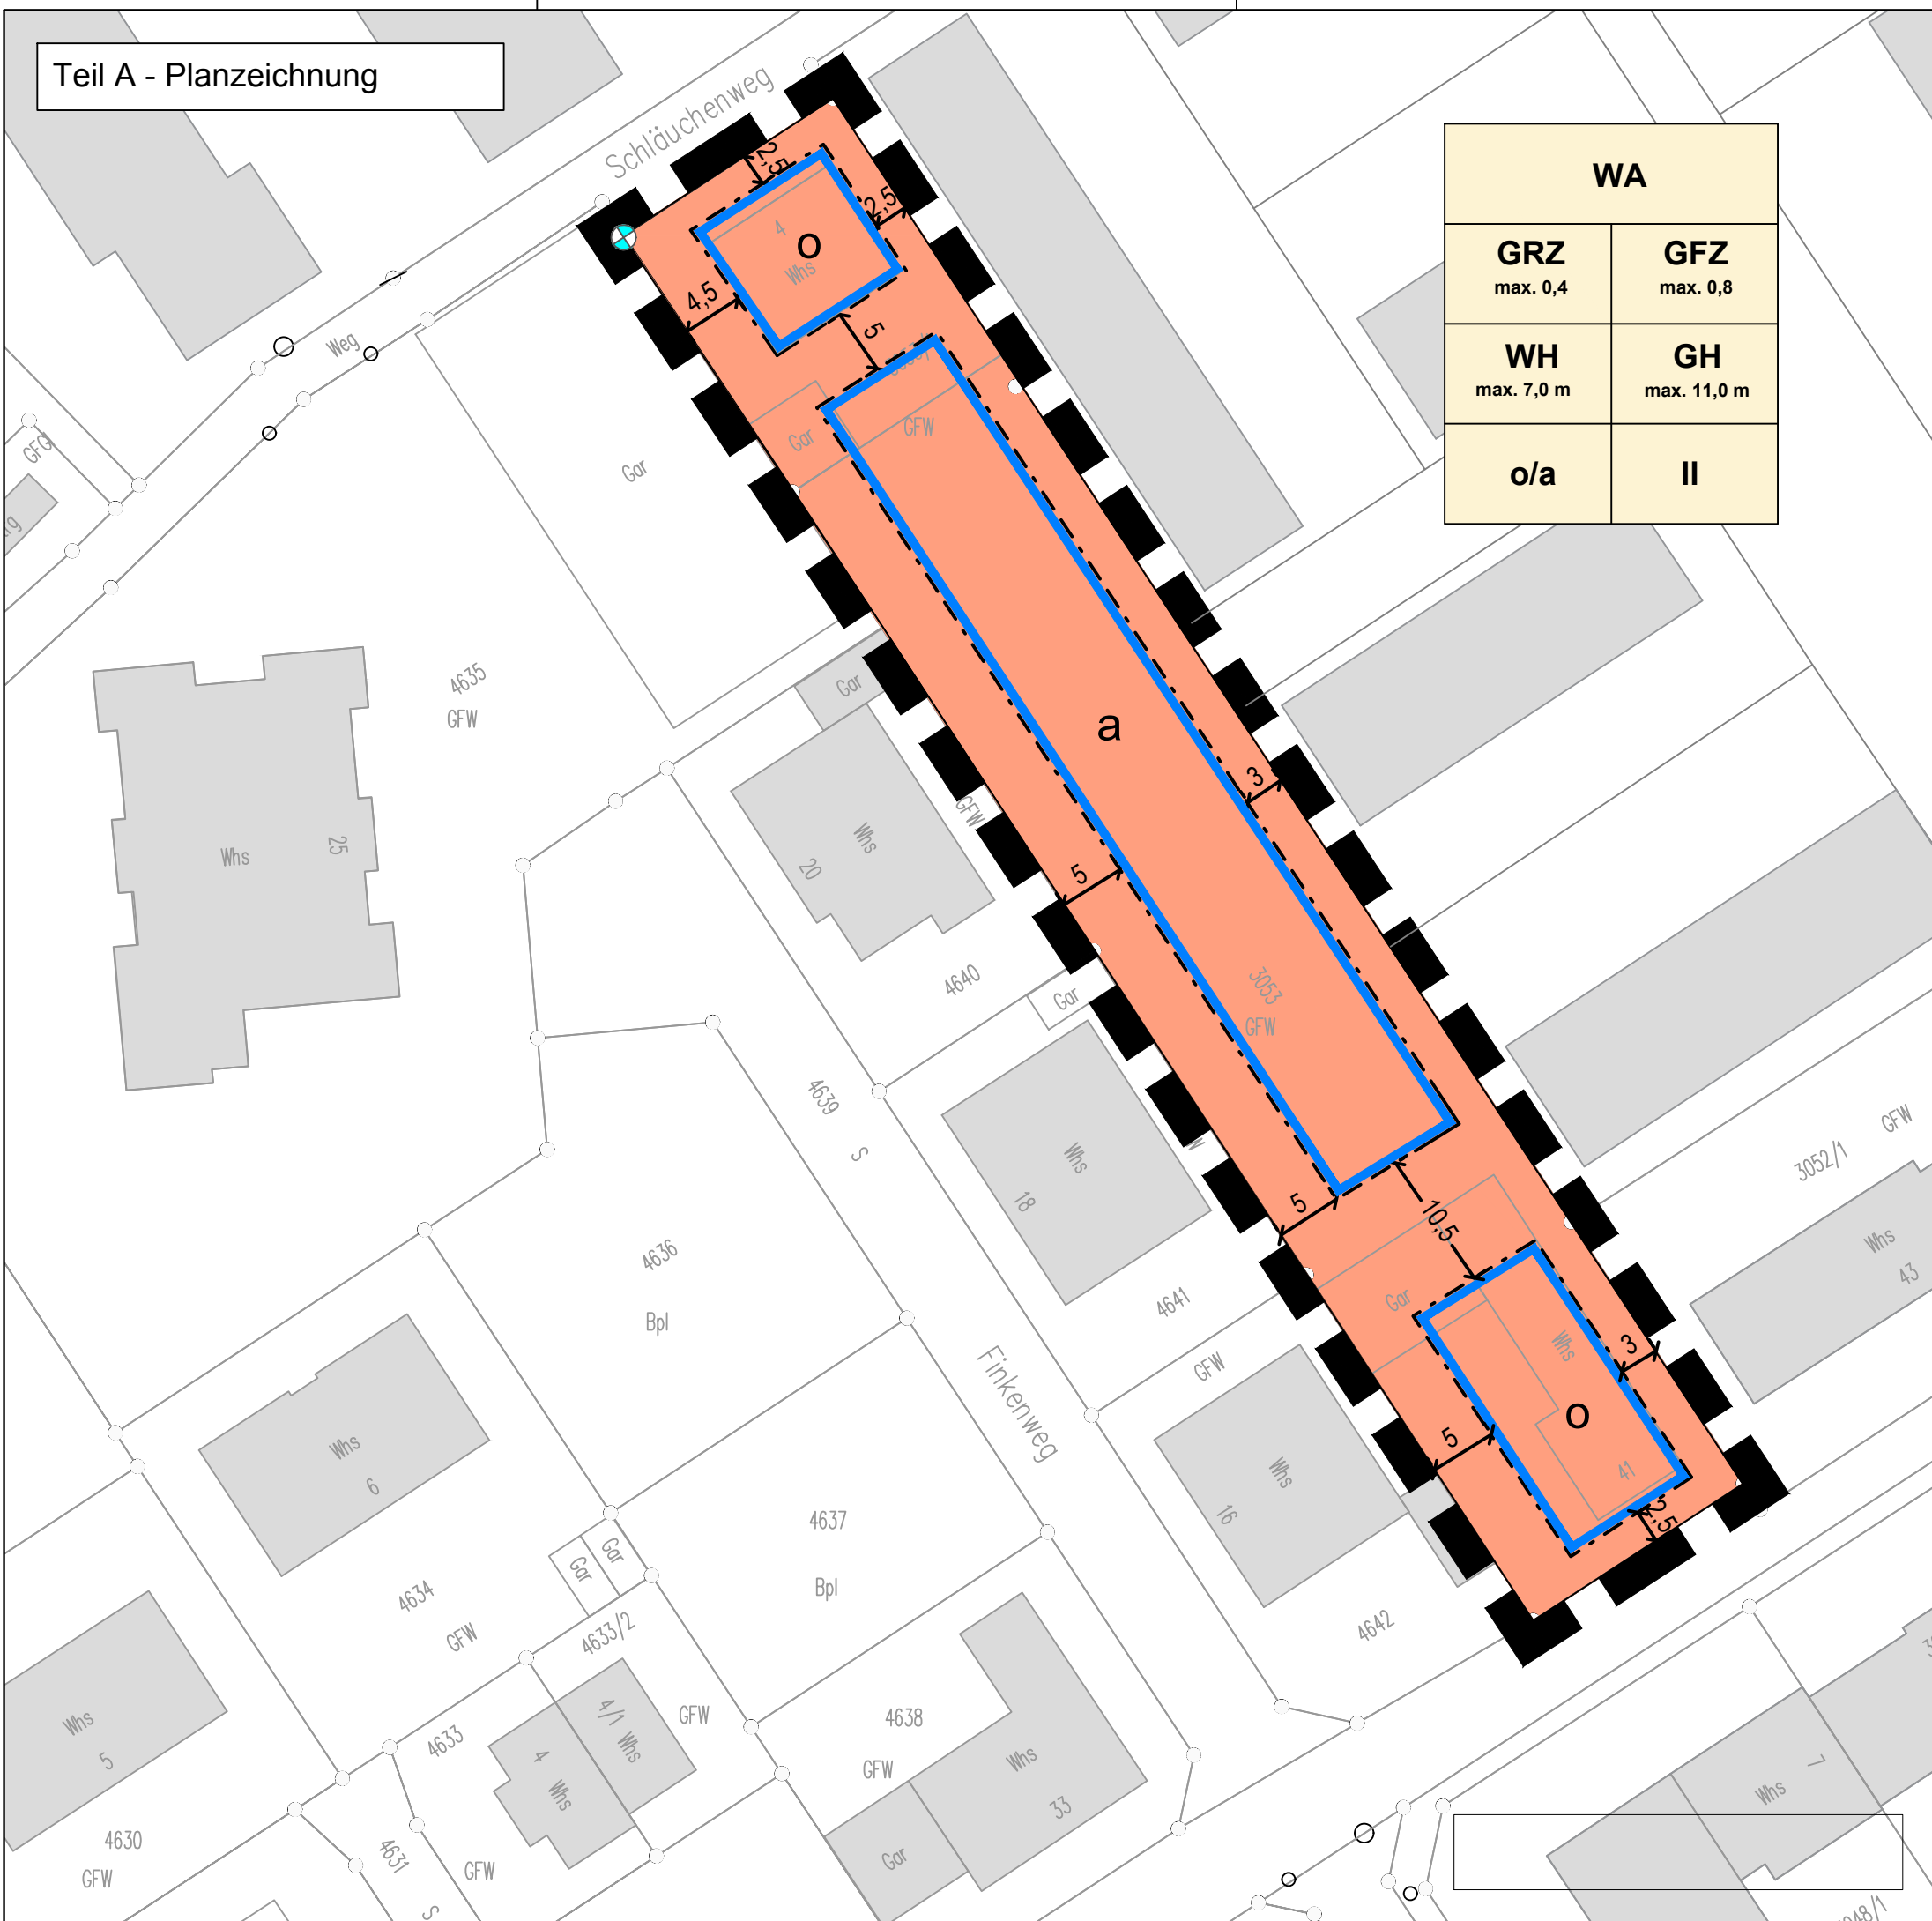 Teil A - Planzeichnung
Schläuchenweg
WA
GRZ
max. 0,4
GFZ
max. 0,8
WH
max. 7,0 m
GH
max. 11,0 m
o/a
II
2,5
2,5
4
o
Whs
4,5
5
Weg
Gar
GFW
Gar
4635
GFW
Gar
a
3
GFW
Whs
25
Whs
20
5
4640
Gar
3053
GFW
4639
S
Whs
18
3052/1
GFW
Whs
43
5
10,5
4636
Bpl
4641
Gar
Whs
3
Finkenweg
GFW
o
5
41
2,5
Whs
16
Whs
6
4637
Bpl
Gar
Gar
4634
GFW
4633/2
4642
Whs
5
4633
4/1 Whs
4
Whs
GFW
4638
GFW
Whs
33
Gar
Whs
7
4630
GFW
4631
S
GFW